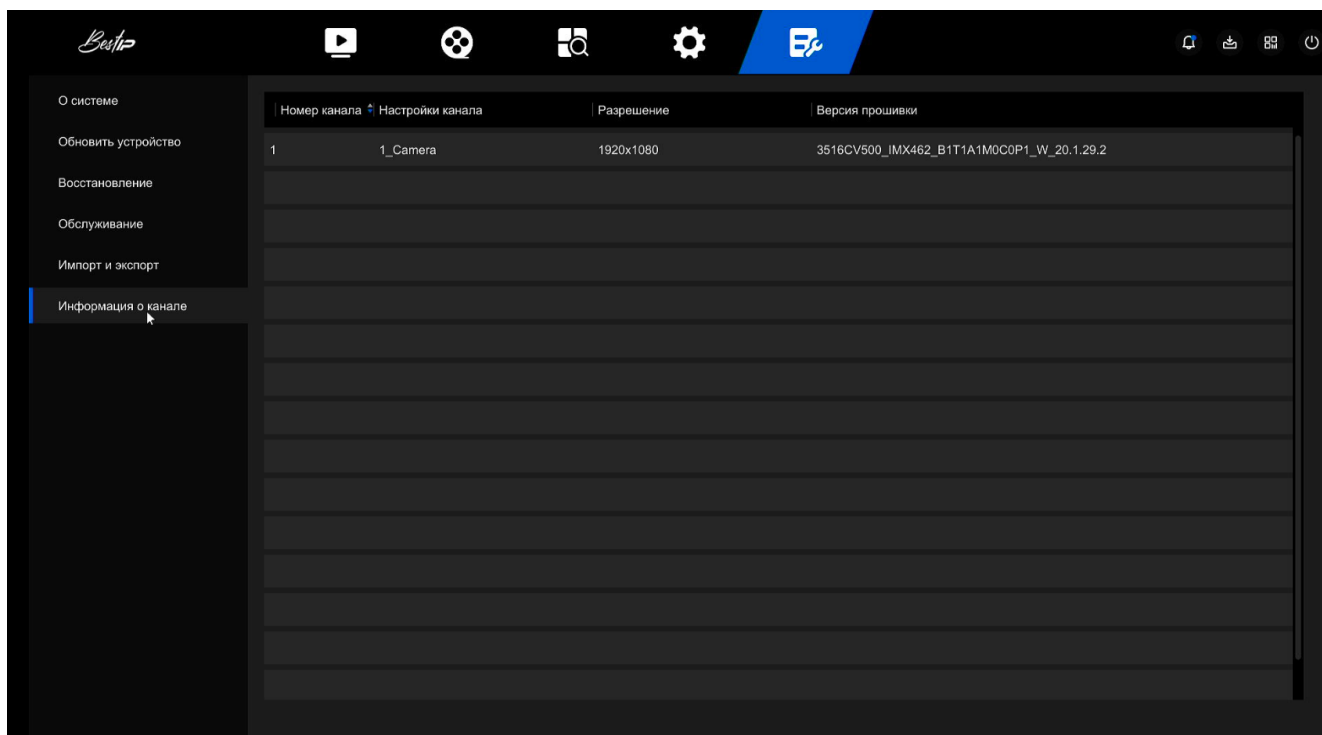 Bestip
О системе
Обновить устройство
Восстановление
Обслуживание
Импорт и экспорт
Информация о канале
Номер канала Настройки канала Разрешение Версия прошивки
1 1_Camera 1920x1080 3516CV500_IMX462_B1T1A1M0C0P1_W_20.1.29.2